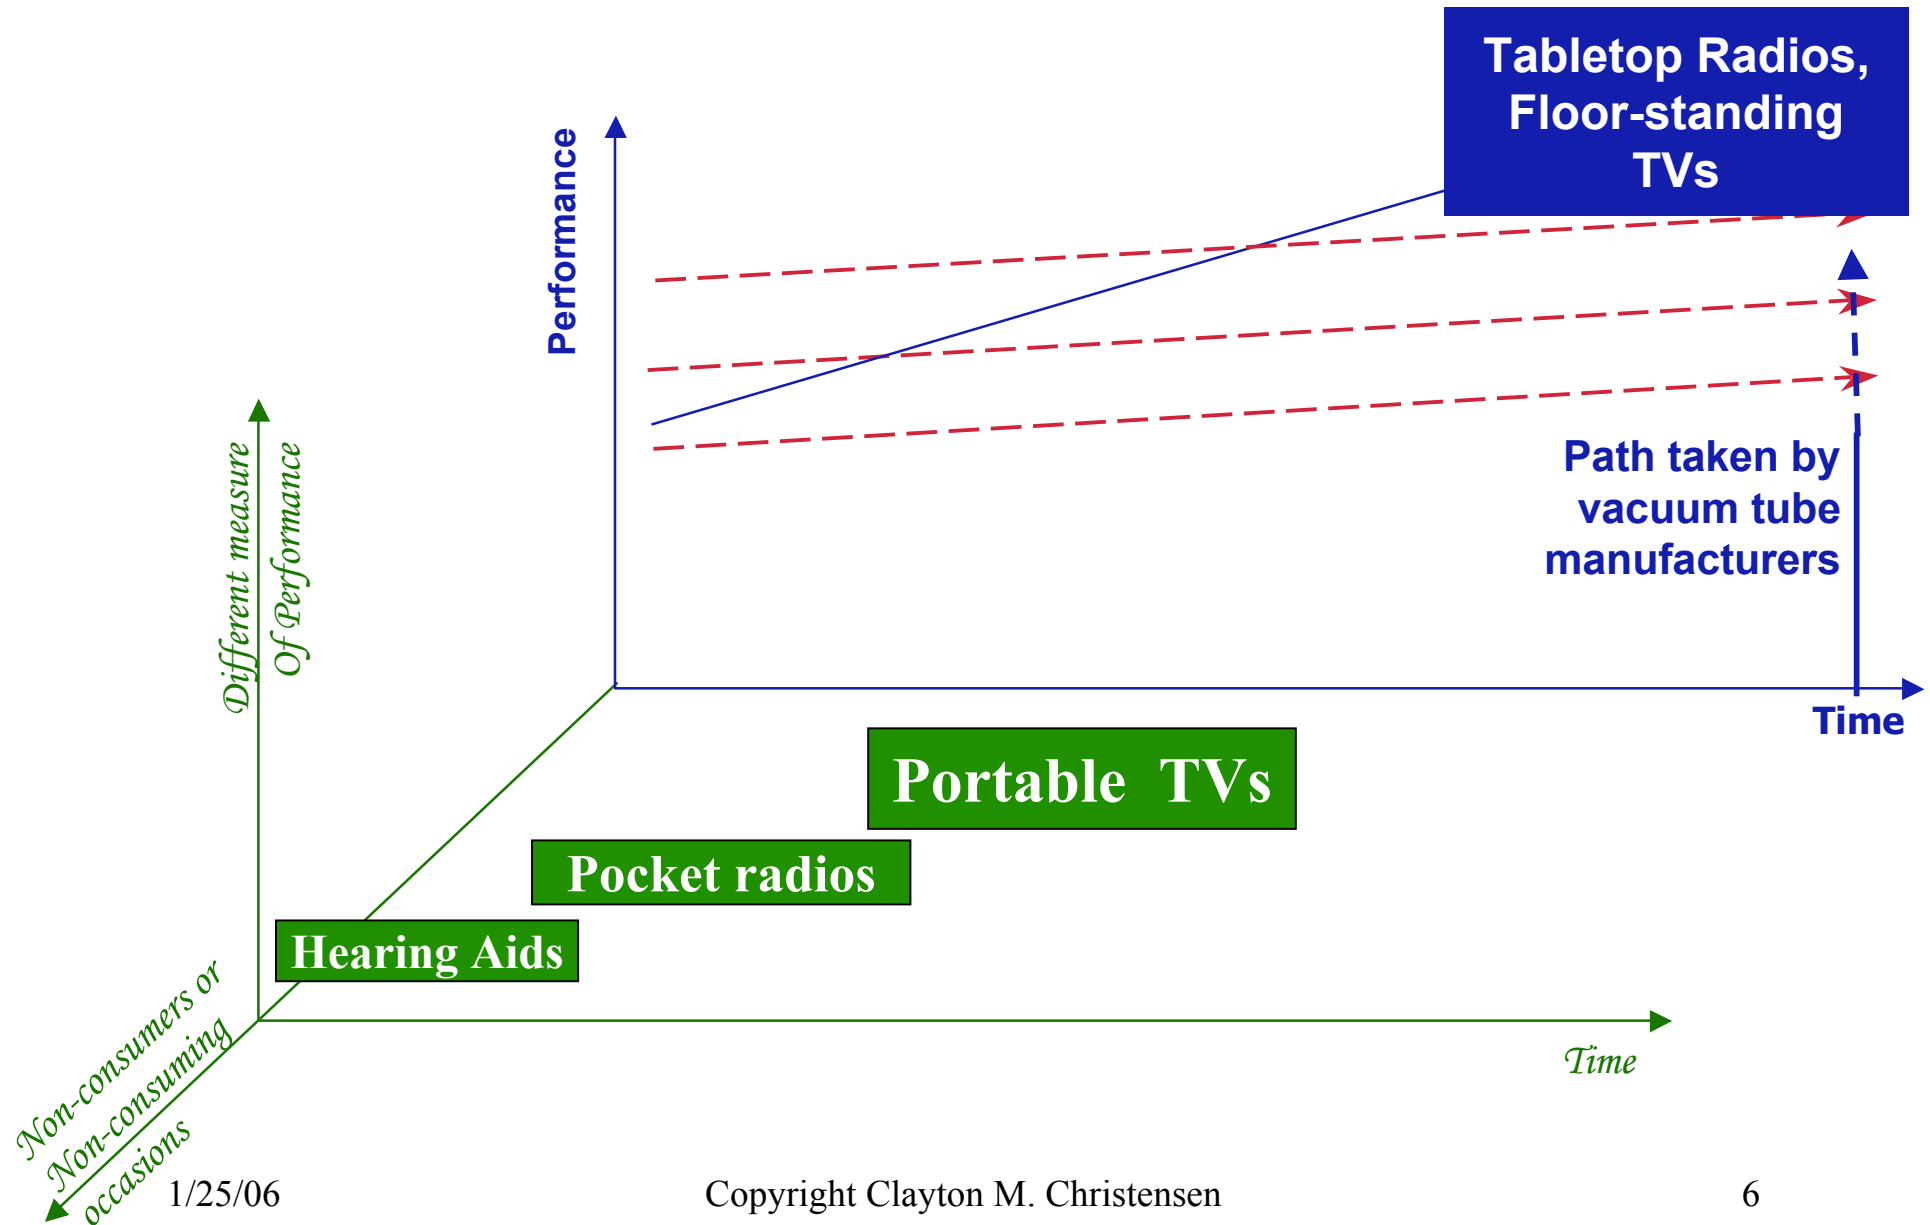 Tabletop Radios,
Floor-standing
TVs
Performance
Path taken by
vacuum tube
manufacturers
Time
Different measure
Of Performance
Portable TVs
Pocket radios
Hearing Aids
Non-consumers or
Non-consuming
occasions
Time
1/25/06
Copyright Clayton M. Christensen
6